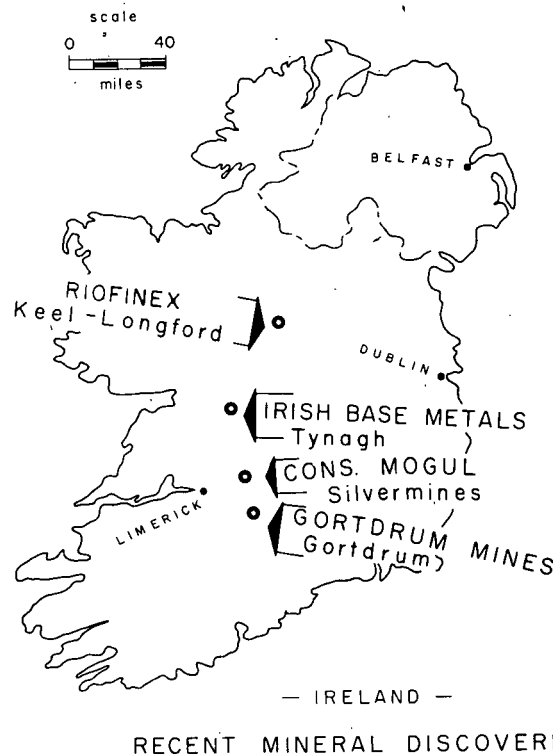 scale
0 40
miles
BELFAST
RIOFINEX
Keel-Longford
DUBLIN
IRISH BASE METALS
Tynagh
CONS. MOGUL
Silvermines
LIMERICK
GORTDRUM MINES
Gortdrum
— IRELAND —
RECENT MINERAL DISCOVER